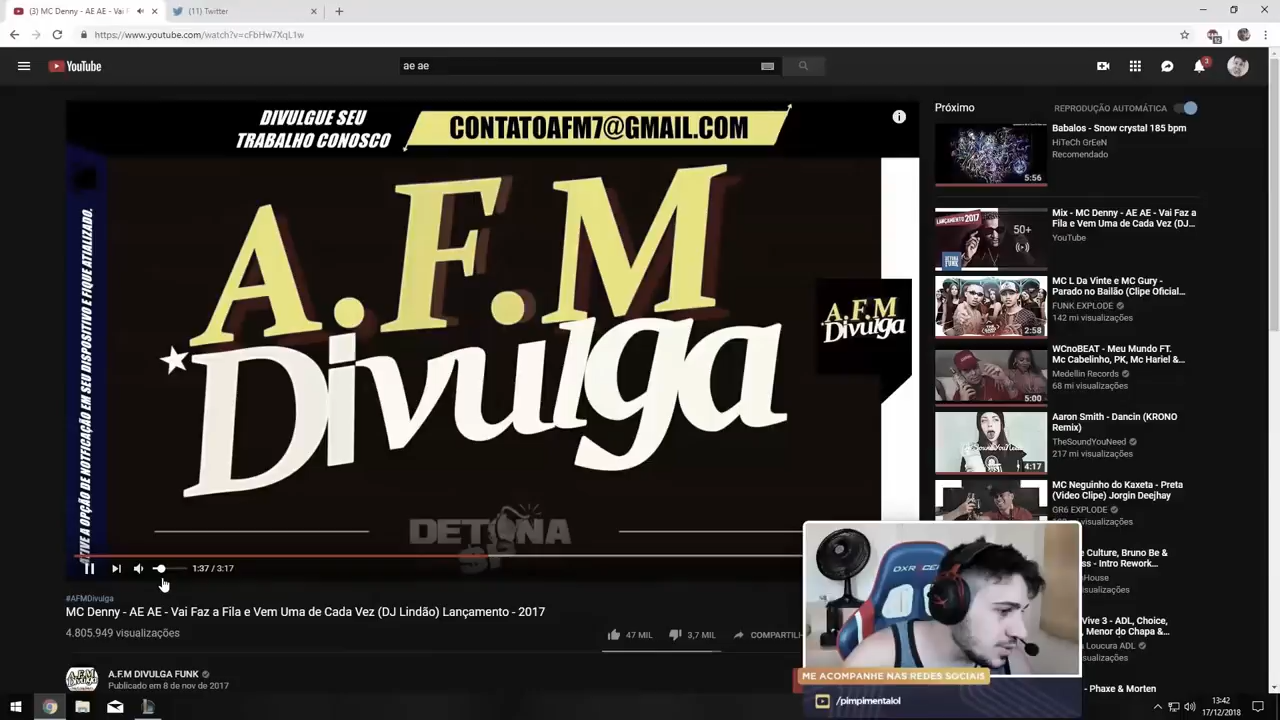 (3) MC Denny - AE AE - Vai F
(11) Twitter
https://www.youtube.com/watch?v=cFbHw7XqL1w
12
YouTube
ae ae
3
DIVULGUE SEU
TRABALHO CONOSCO
CONTATOAFM7@GMAIL.COM
A.F.M
Divulga
A.F.M
Divulga
DETONA
1:37 / 3:17
#AFMDivulga
MC Denny - AE AE - Vai Faz a Fila e Vem Uma de Cada Vez (DJ Lindão) Lançamento - 2017
4.805.949 visualizações
47 MIL
3,7 MIL
COMPARTILH
A.F.M DIVULGA FUNK
Publicado em 8 de nov de 2017
Próximo
REPRODUÇÃO AUTOMÁTICA
Babalos - Snow crystal 185 bpm
HiTech GrEeN
Recomendado
5:56
Mix - MC Denny - AE AE - Vai Faz a
Fila e Vem Uma de Cada Vez (DJ...
YouTube
LANÇAMENTO 2017
50+
MC L Da Vinte e MC Gury -
Parado no Bailão (Clipe Oficial...
FUNK EXPLODE
142 mi visualizações
2:58
WCnoBEAT - Meu Mundo FT.
Mc Cabelinho, PK, Mc Hariel &...
Medellin Records
68 mi visualizações
5:00
Aaron Smith - Dancin (KRONO
Remix)
TheSoundYouNeed
217 mi visualizações
4:17
MC Neguinho do Kaxeta - Preta
(Video Clipe) Jorgin Deejhay
GR6 EXPLODE
visualizações
Culture, Bruno Be &
- Intro Rework...
House
ualizações
Vive 3 - ADL, Choice,
Menor do Chapa &...
Loucura ADL
visualizações
- Phaxe & Morten
DXRACER
ME ACOMPANHE NAS REDES SOCIAIS
/pimpimentalol
13:42
17/12/2018